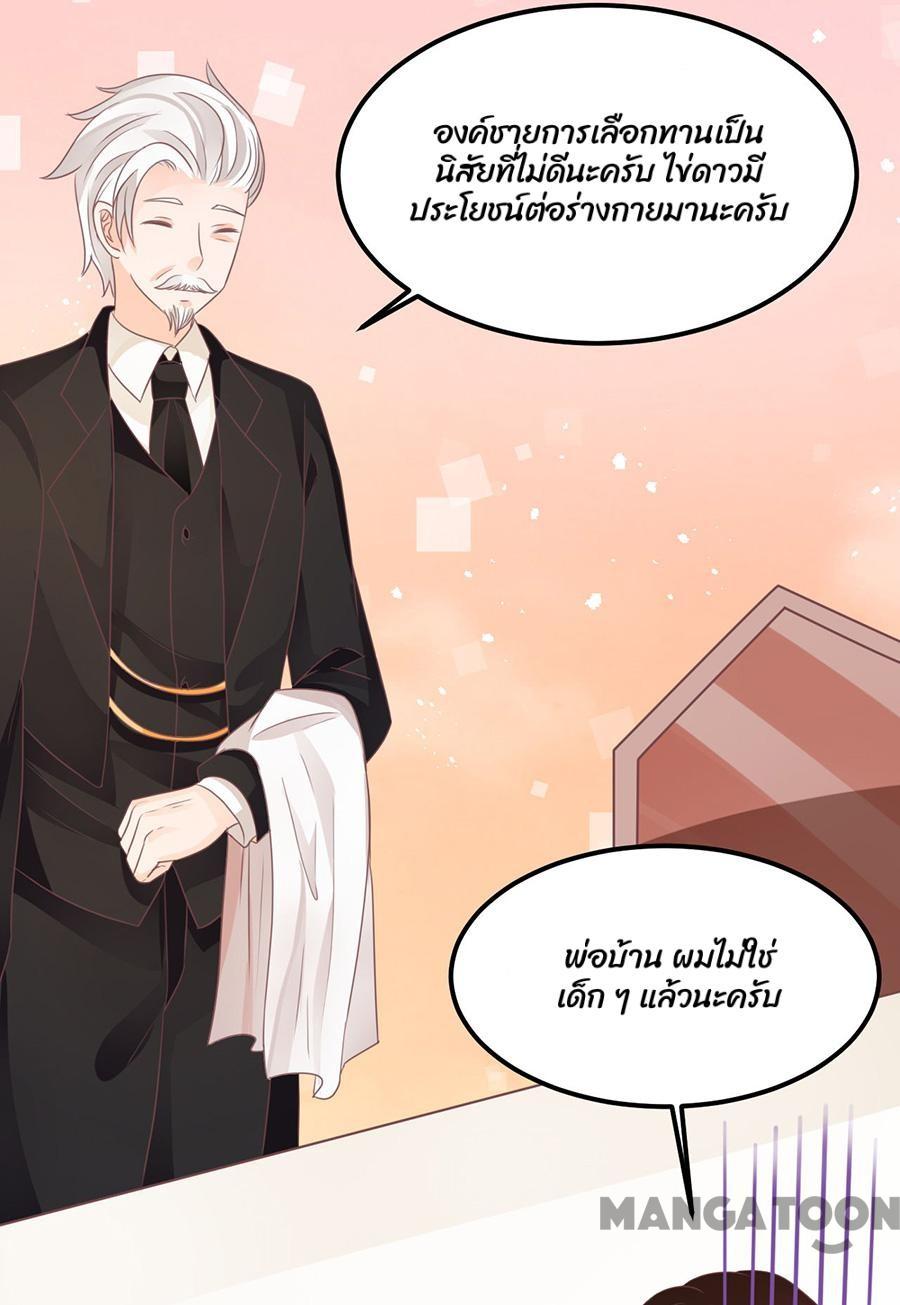 องค์ชายการเลือกทานเป็น
นิสัยที่ไม่ดีนะครับ ไข่ดาวมี
ประโยชน์ต่อร่างกายมานะครับ
พ่อบ้าน ผมไม่ใช่
เด็ก ๆ แล้วนะครับ
MANGATOON